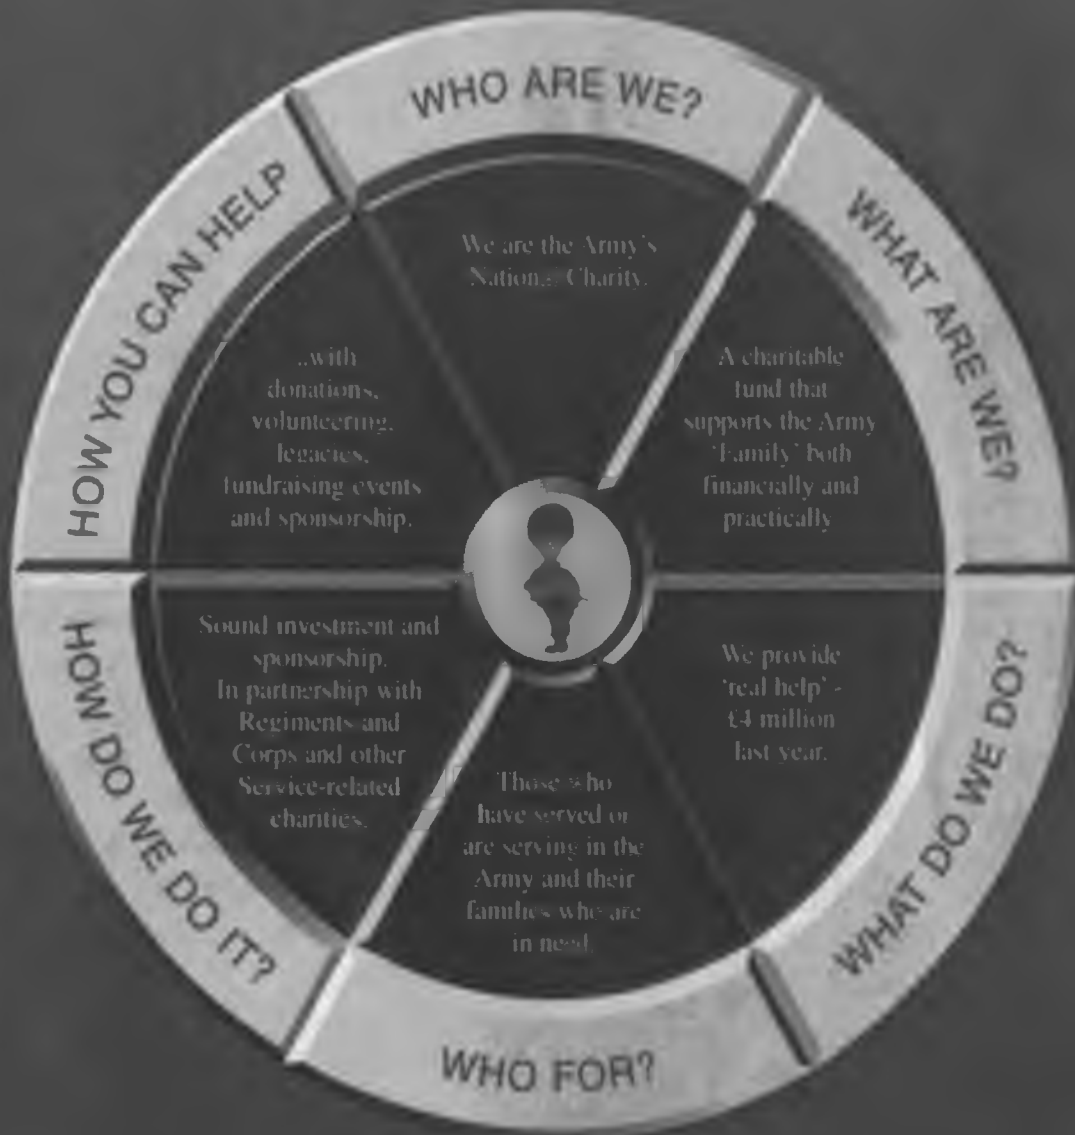 WHO ARE WE?
We are the Army's
National Charity.
WHAT ARE WE?
A charitable
fund that
supports the Army
'Family' both
financially and
practically
WHAT DO WE DO?
We provide
'real help' -
£4 million
last year.
WHO FOR?
Those who
have served or
are serving in the
Army and their
families who are
in need.
HOW DO WE DO IT?
Sound investment and
sponsorship.
In partnership with
Regiments and
Corps and other
Service-related
charities.
HOW YOU CAN HELP
..with
donations,
volunteering,
legacies,
fundraising events
and sponsorship.